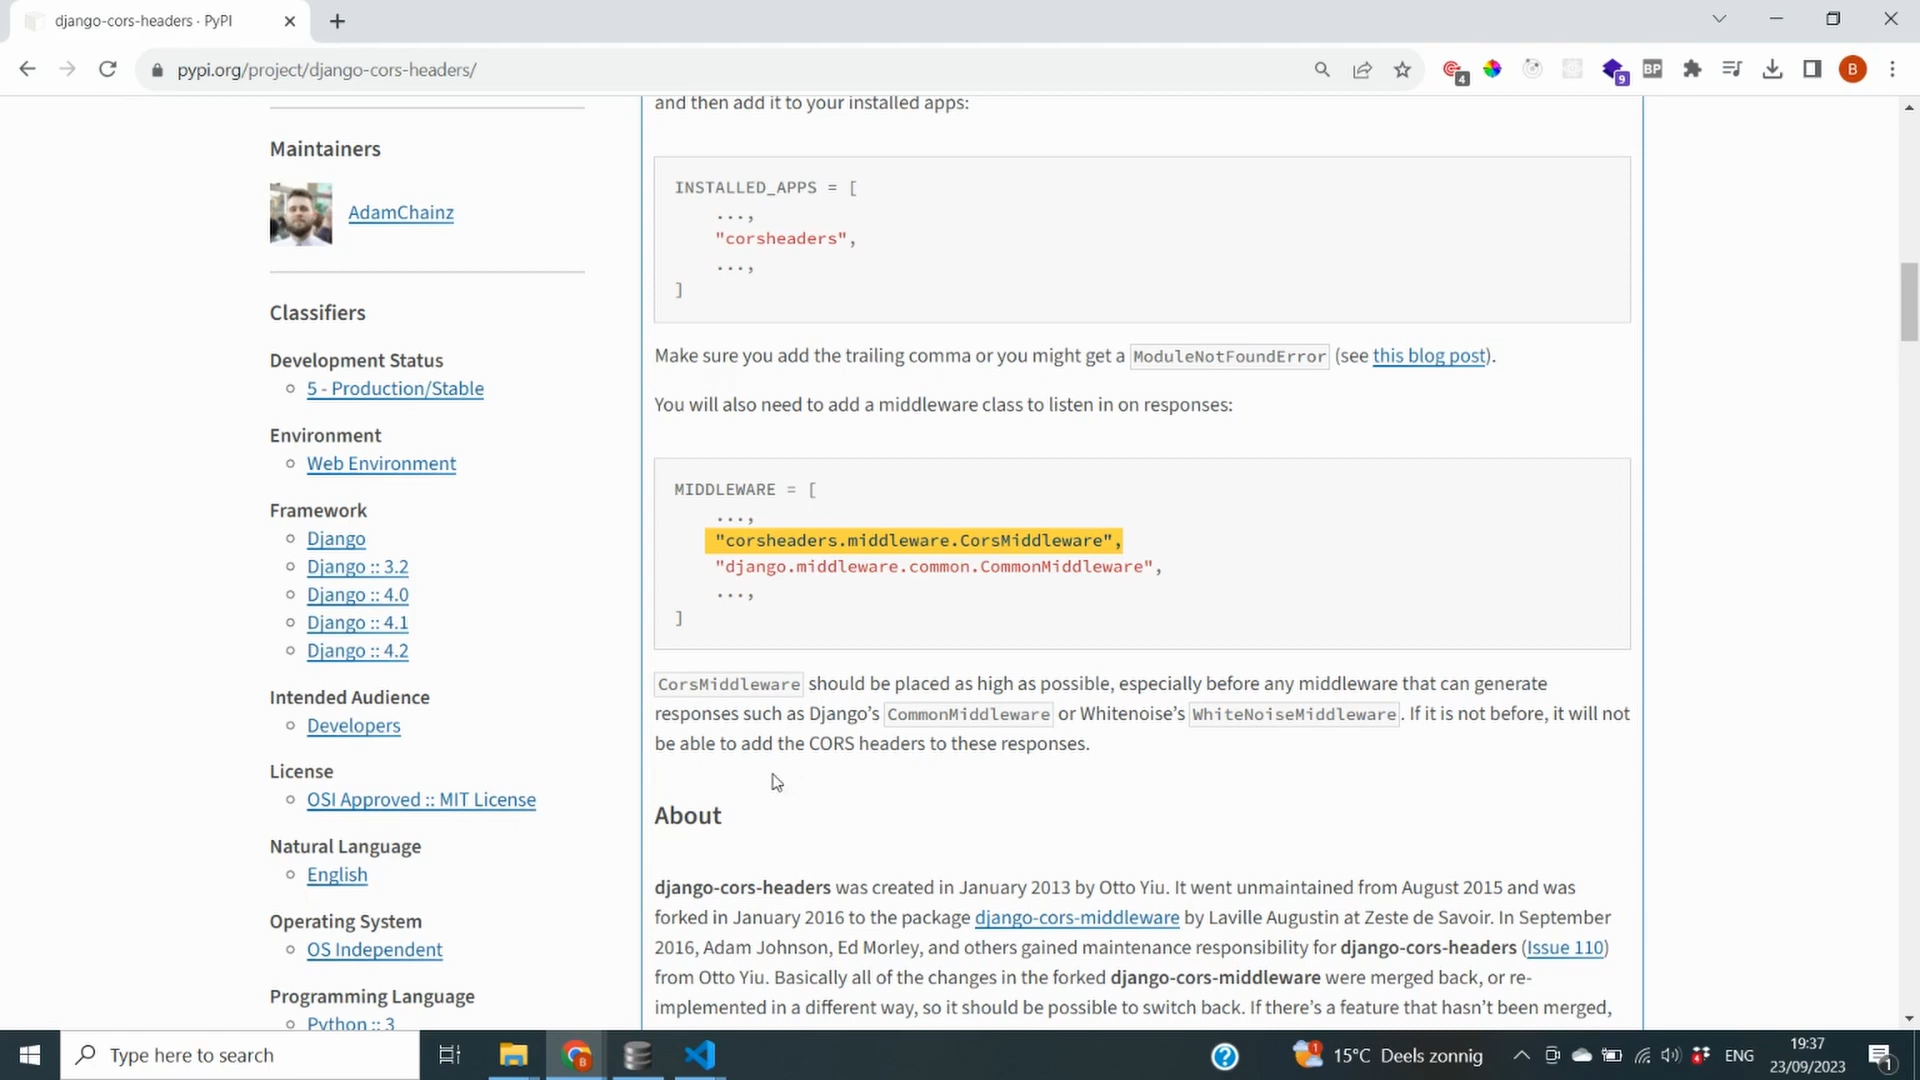 django-cors-headers · PyPI
pypi.org/project/django-cors-headers/
4
9
BP
B
and then add it to your installed apps:
Maintainers
AdamChainz
INSTALLED_APPS = [
...,
"corsheaders",
...,
]
Classifiers
Make sure you add the trailing comma or you might get a ModuleNotFoundError (see this blog post).
Development Status
5 - Production/Stable
You will also need to add a middleware class to listen in on responses:
Environment
Web Environment
MIDDLEWARE = [
...,
"corsheaders.middleware.CorsMiddleware",
"django.middleware.common.CommonMiddleware",
...,
]
Framework
Django
Django :: 3.2
Django :: 4.0
Django :: 4.1
Django :: 4.2
CorsMiddleware should be placed as high as possible, especially before any middleware that can generate
responses such as Django’s CommonMiddleware or Whitenoise’s WhiteNoiseMiddleware. If it is not before, it will not
be able to add the CORS headers to these responses.
Intended Audience
Developers
License
OSI Approved :: MIT License
About
Natural Language
English
django-cors-headers was created in January 2013 by Otto Yiu. It went unmaintained from August 2015 and was
forked in January 2016 to the package django-cors-middleware by Laville Augustin at Zeste de Savoir. In September
2016, Adam Johnson, Ed Morley, and others gained maintenance responsibility for django-cors-headers (Issue 110)
from Otto Yiu. Basically all of the changes in the forked django-cors-middleware were merged back, or re-
implemented in a different way, so it should be possible to switch back. If there’s a feature that hasn’t been merged,
Operating System
OS Independent
Programming Language
Python :: 3
Type here to search
15°C Deels zonnig
ENG
19:37
23/09/2023
1